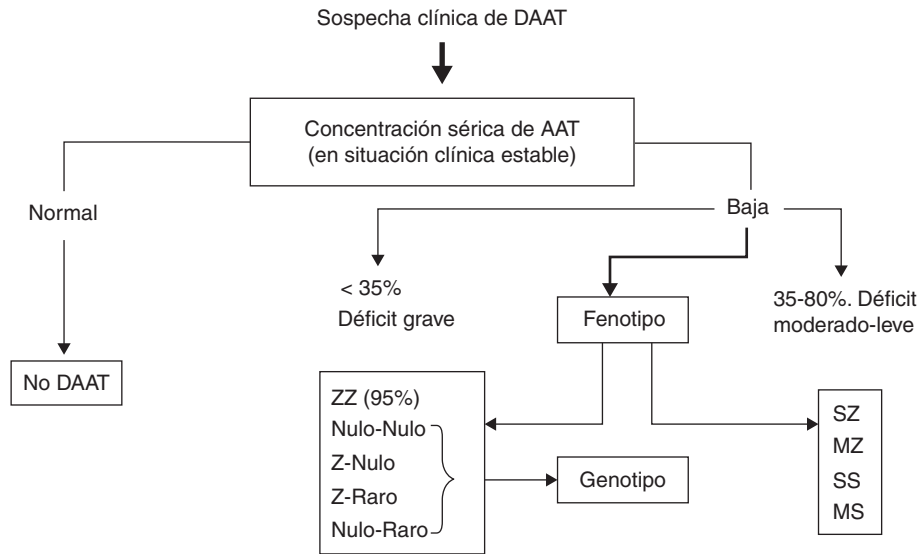 Sospecha clínica de DAAT
Concentración sérica de AAT
(en situación clínica estable)
Normal
Baja
< 35%
Déficit grave
35-80%. Déficit
moderado-leve
Fenotipo
No DAAT
ZZ (95%)
Nulo-Nulo
Z-Nulo
Z-Raro
Nulo-Raro
Genotipo
SZ
MZ
SS
MS